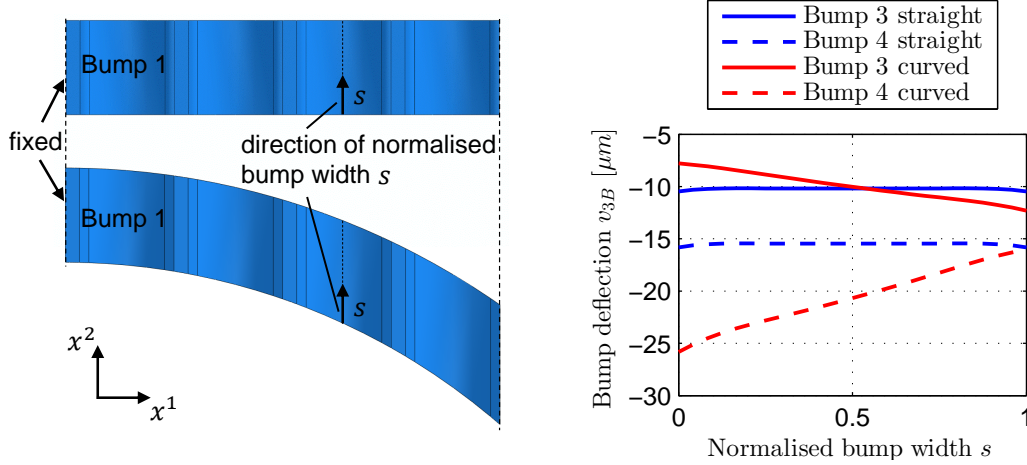 Bump 1
s
fixed
direction of normalised
bump width s
Bump 1
s
x²
x¹
Bump 3 straight
Bump 4 straight
Bump 3 curved
Bump 4 curved
Bump deflection v₃B [μm]
−5
−10
−15
−20
−25
−30
0
0.5
1
Normalised bump width s